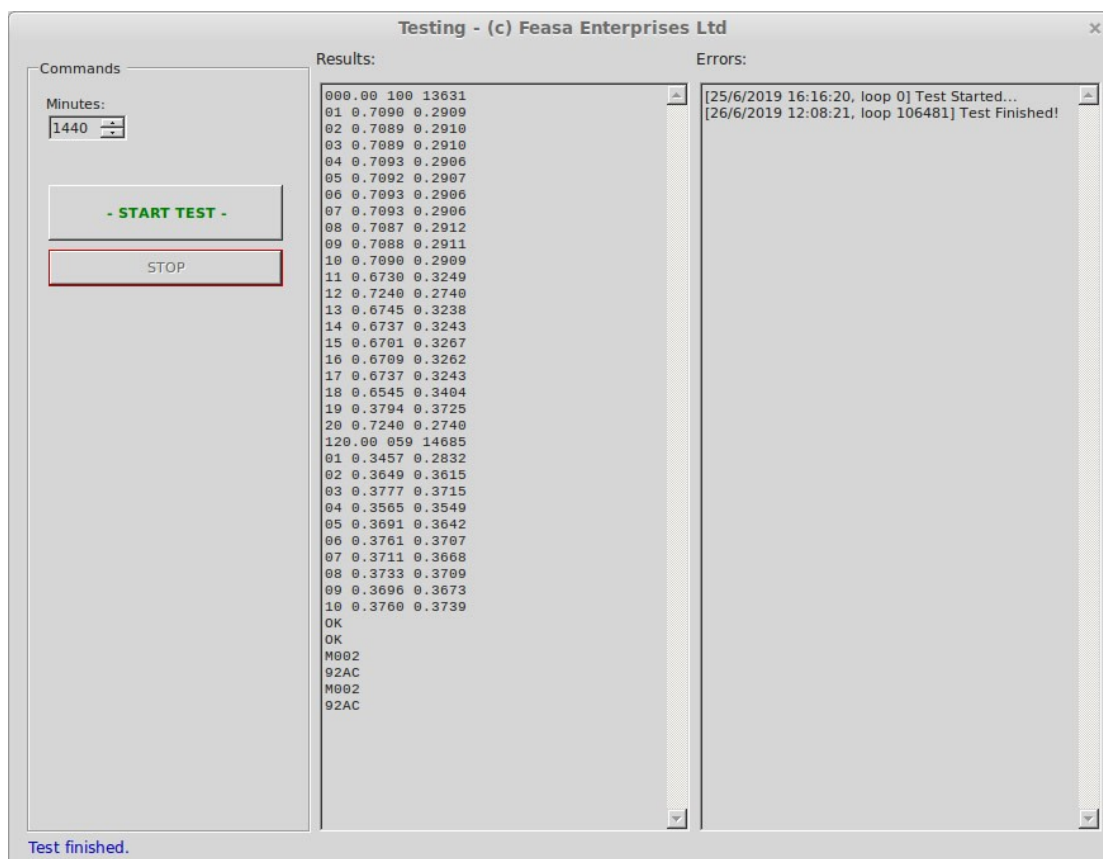 Testing - (c) Feasa Enterprises Ltd
Commands
Minutes:
1440
- START TEST -
STOP
Results:
000.00 100 13631
01 0.7090 0.2909
02 0.7089 0.2910
03 0.7089 0.2910
04 0.7093 0.2906
05 0.7092 0.2907
06 0.7093 0.2906
07 0.7093 0.2906
08 0.7087 0.2912
09 0.7088 0.2911
10 0.7090 0.2909
11 0.6730 0.3249
12 0.7240 0.2740
13 0.6745 0.3238
14 0.6737 0.3243
15 0.6701 0.3267
16 0.6709 0.3262
17 0.6737 0.3243
18 0.6545 0.3404
19 0.3794 0.3725
20 0.7240 0.2740
120.00 059 14685
01 0.3457 0.2832
02 0.3649 0.3615
03 0.3777 0.3715
04 0.3565 0.3549
05 0.3691 0.3642
06 0.3761 0.3707
07 0.3711 0.3668
08 0.3733 0.3709
09 0.3696 0.3673
10 0.3760 0.3739
OK
OK
M002
92AC
M002
92AC
Errors:
[25/6/2019 16:16:20, loop 0] Test Started...
[26/6/2019 12:08:21, loop 106481] Test Finished!
Test finished.